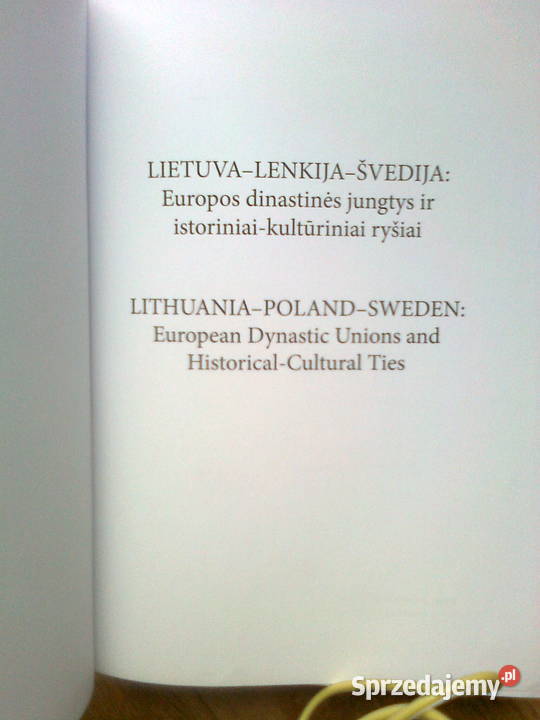 LIETUVA–LENKIJA–ŠVEDIJA:
Europos dinastinės jungtys ir
istoriniai-kultūriniai ryšiai
LITHUANIA–POLAND–SWEDEN:
European Dynastic Unions and
Historical-Cultural Ties
Sprzedajemy.pl